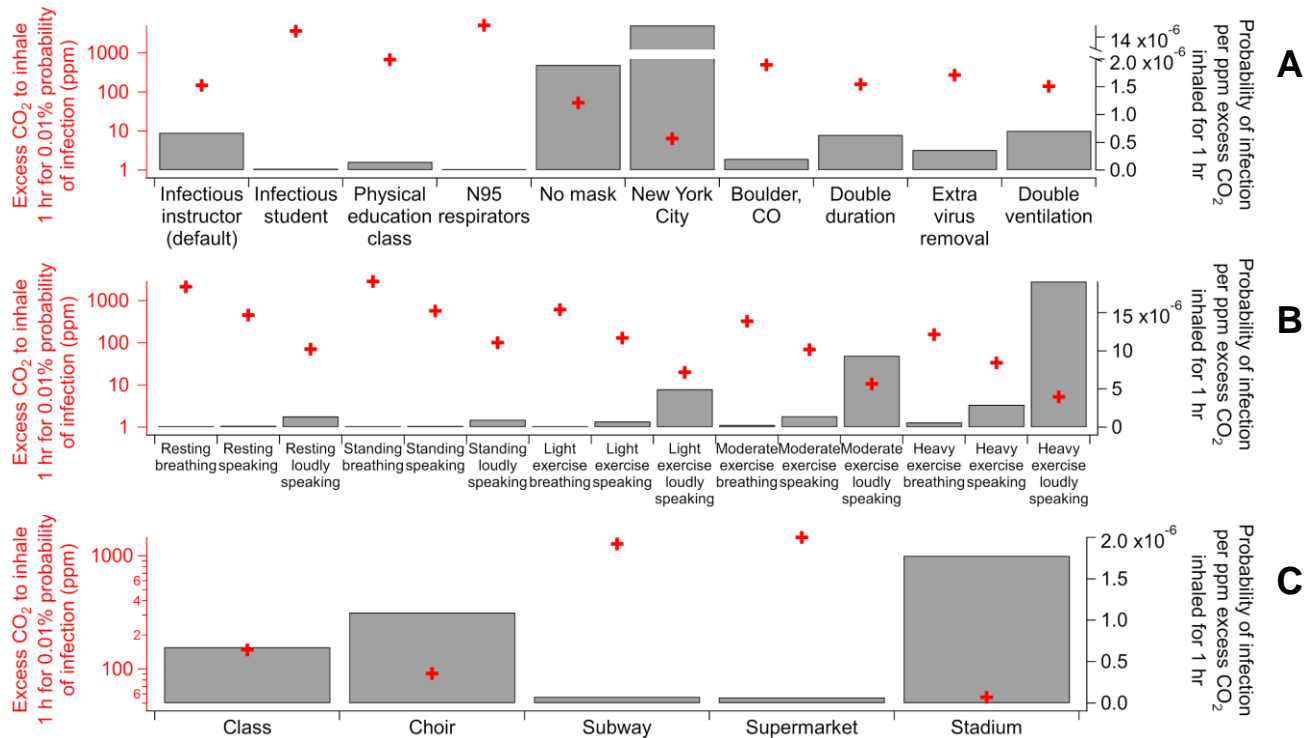 Excess CO2 to inhale
1 hr for 0.01% probability
of infection (ppm)
1000
100
10
1
14 x10^-6
2.0 x10^-6
1.5
1.0
0.5
0.0
Probability of infection
per ppm excess CO2
inhaled for 1 hr
A
Infectious
instructor
(default)
Infectious
student
Physical
education
class
N95
respirators
No mask
New York
City
Boulder,
CO
Double
duration
Extra
virus
removal
Double
ventilation
Excess CO2 to inhale
1 hr for 0.01% probability
of infection (ppm)
1000
100
10
1
15 x10^-6
10
5
0
Probability of infection
per ppm excess CO2
inhaled for 1 hr
B
Resting
breathing
Resting
speaking
Resting
loudly
speaking
Standing
breathing
Standing
speaking
Standing
loudly
speaking
Light
exercise
breathing
Light
exercise
speaking
Light
exercise
loudly
speaking
Moderate
exercise
breathing
Moderate
exercise
speaking
Moderate
exercise
loudly
speaking
Heavy
exercise
breathing
Heavy
exercise
speaking
Heavy
exercise
loudly
speaking
Excess CO2 to inhale
1 h for 0.01% probability
of infection (ppm)
1000
6
4
2
100
6
2.0 x10^-6
1.5
1.0
0.5
0.0
Probability of infection
per ppm excess CO2
inhaled for 1 hr
C
Class
Choir
Subway
Supermarket
Stadium